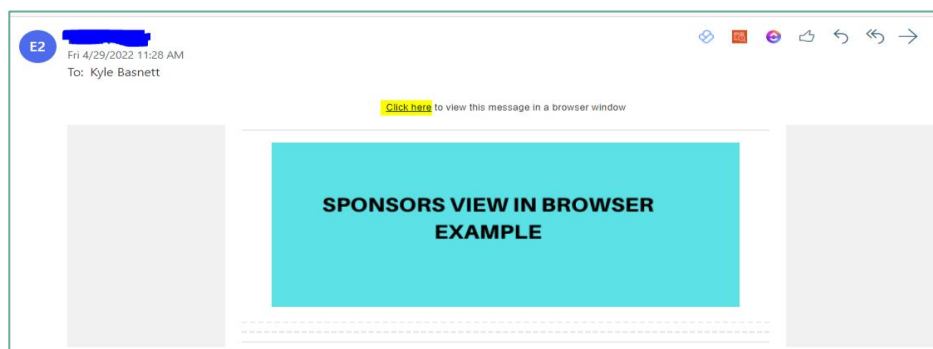 E2
Fri 4/29/2022 11:28 AM
To: Kyle Basnett
Click here to view this message in a browser window
SPONSORS VIEW IN BROWSER
EXAMPLE